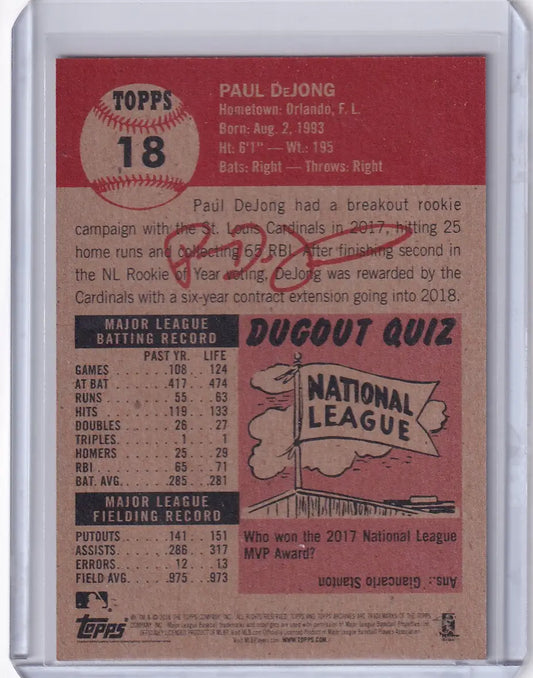 TOPPS
18
PAUL DeJONG
Hometown: Orlando, F. L.
Born: Aug. 2, 1993
Ht: 6'1" — Wt.: 195
Bats: Right — Throws: Right
Paul DeJong had a breakout rookie
campaign with the St. Louis Cardinals in 2017, hitting 25
home runs and collecting 65 RBI. After finishing second in
the NL Rookie of Year voting, DeJong was rewarded by the
Cardinals with a six-year contract extension going into 2018.
MAJOR LEAGUE
BATTING RECORD
PAST YR. LIFE
GAMES . . . . . . 108 124
AT BAT . . . . . . 417 474
RUNS . . . . . . 55 63
HITS . . . . . . 119 133
DOUBLES . . . . 26 27
TRIPLES. . . . . . 1 1
HOMERS . . . . . 25 29
RBI . . . . . . . 65 71
BAT. AVG. . . . . .285 .281
MAJOR LEAGUE
FIELDING RECORD
PUTOUTS . . . . 141 151
ASSISTS . . . . . 286 317
ERRORS . . . . . 12 13
FIELD AVG. . . . .975 .973
DUGOUT QUIZ
NATIONAL
LEAGUE
Who won the 2017 National League
MVP Award?
Ans.: Giancarlo Stanton
topps
WWW.TOPPS.COM